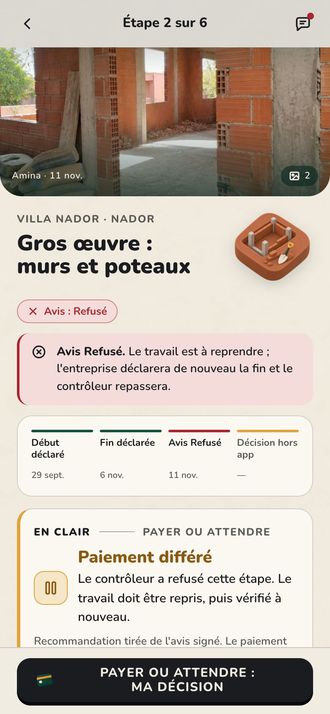 Étape 2 sur 6
Amina · 11 nov.
2
VILLA NADOR · NADOR
Gros œuvre :
murs et poteaux
Avis : Refusé
Avis Refusé. Le travail est à reprendre ;
l'entreprise déclarera de nouveau la fin et le
contrôleur repassera.
Début déclaré
29 sept.
Fin déclarée
6 nov.
Avis Refusé
11 nov.
Décision hors app
—
EN CLAIR
PAYER OU ATTENDRE
Paiement différé
Le contrôleur a refusé cette étape. Le
travail doit être repris, puis vérifié à
nouveau.
Recommandation tirée de l'avis signé. Le paiement
PAYER OU ATTENDRE :
MA DÉCISION